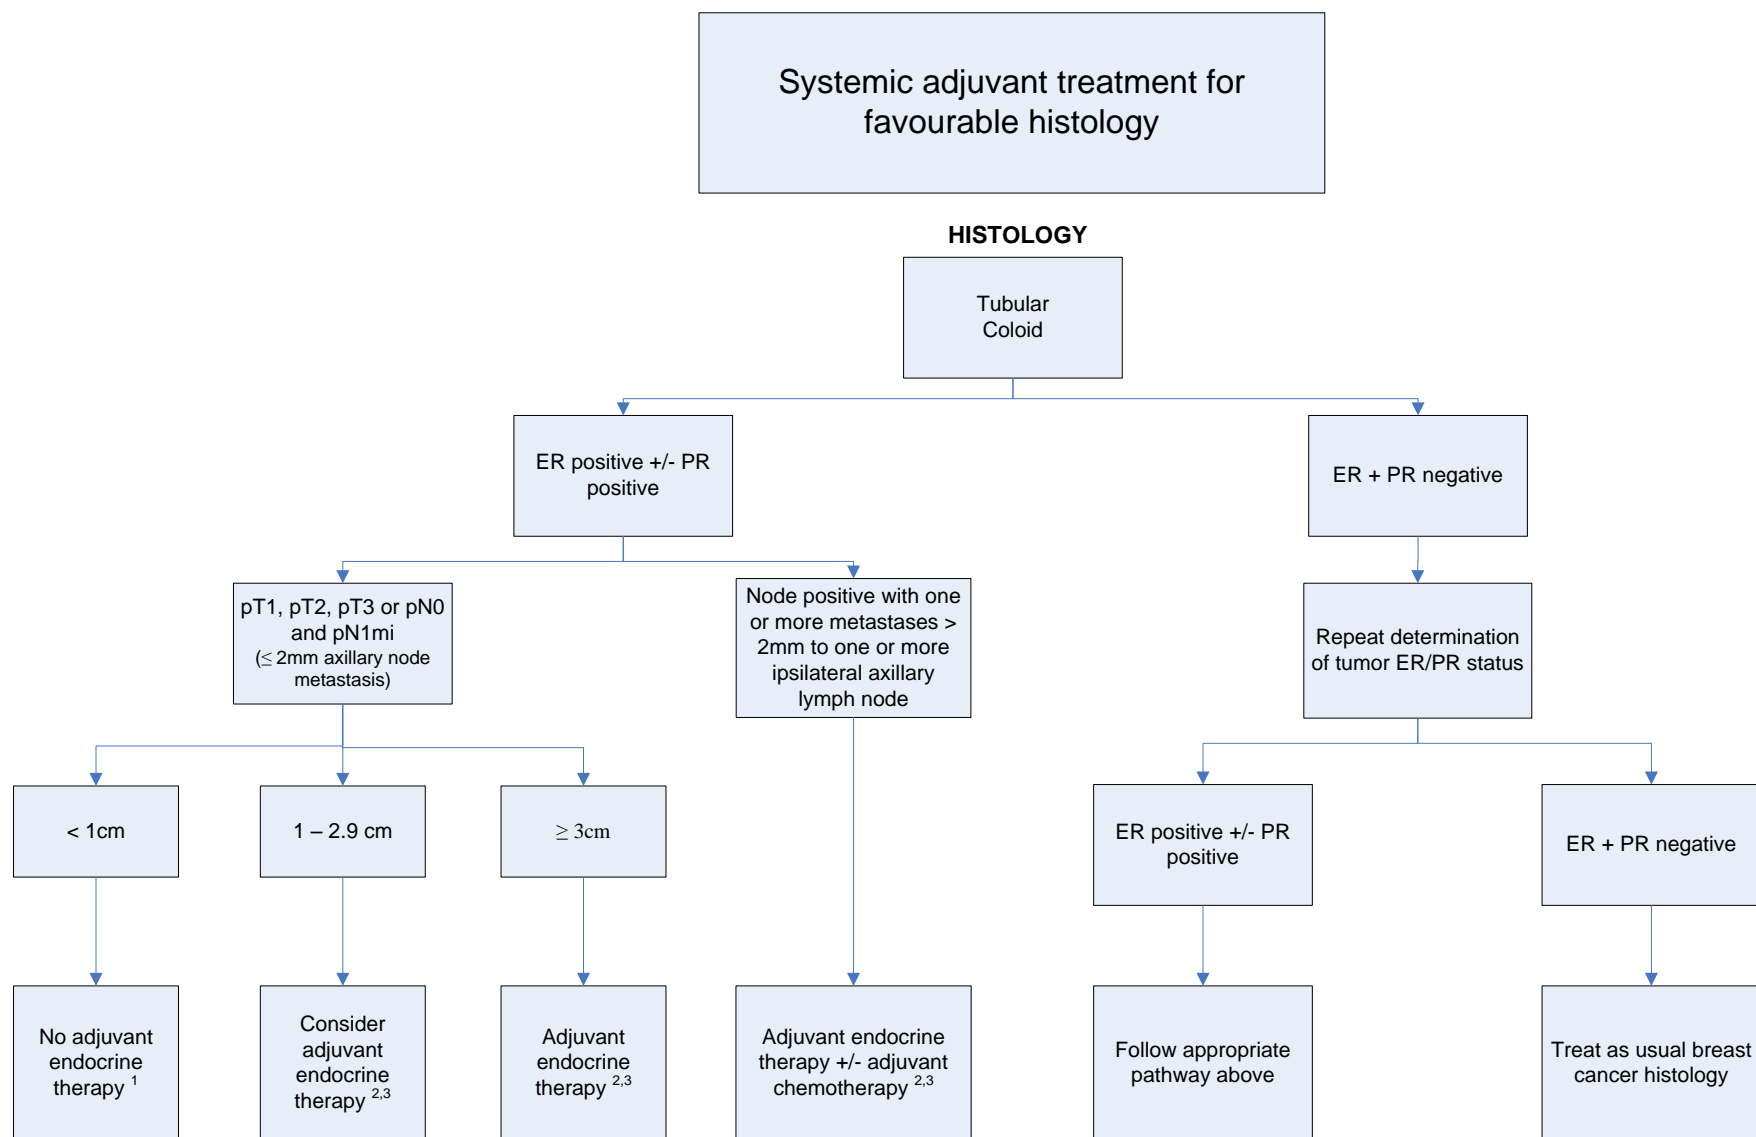 Systemic adjuvant treatment for
favourable histology
HISTOLOGY
Tubular
Coloid
ER positive +/- PR
positive
ER + PR negative
pT1, pT2, pT3 or pN0
and pN1mi
(≤ 2mm axillary node
metastasis)
Node positive with one
or more metastases >
2mm to one or more
ipsilateral axillary
lymph node
Repeat determination
of tumor ER/PR status
< 1cm
1 – 2.9 cm
≥ 3cm
ER positive +/- PR
positive
ER + PR negative
No adjuvant
endocrine
therapy 1
Consider
adjuvant
endocrine
therapy 2,3
Adjuvant
endocrine
therapy 2,3
Adjuvant endocrine
therapy +/- adjuvant
chemotherapy 2,3
Follow appropriate
pathway above
Treat as usual breast
cancer histology